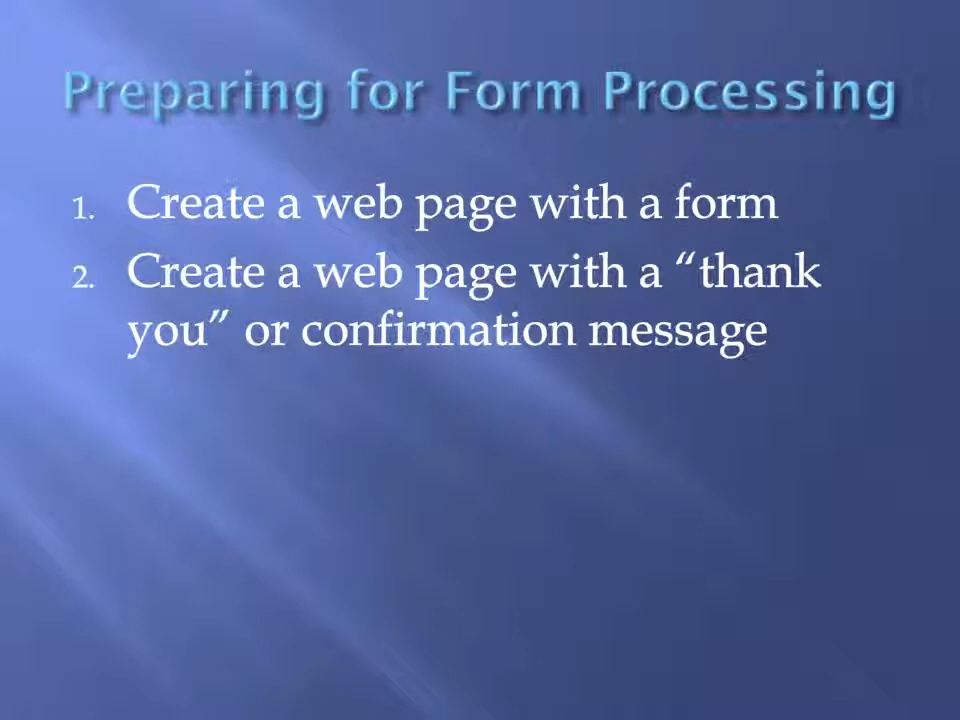 Preparing for Form Processing
1. Create a web page with a form
2. Create a web page with a “thank
you” or confirmation message